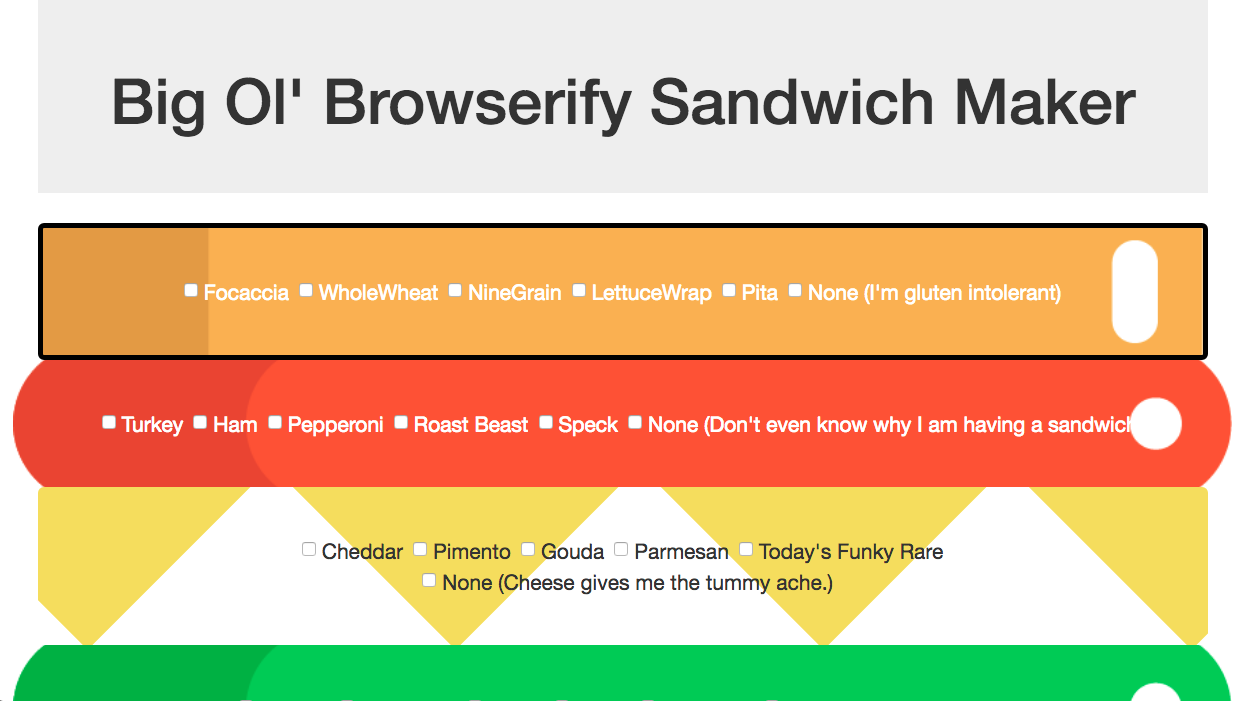 Big Ol' Browserify Sandwich Maker
Focaccia WholeWheat NineGrain LettuceWrap Pita None (I'm gluten intolerant)
Turkey Ham Pepperoni Roast Beast Speck None (Don't even know why I am having a sandwich
Cheddar Pimento Gouda Parmesan Today's Funky Rare
None (Cheese gives me the tummy ache.)